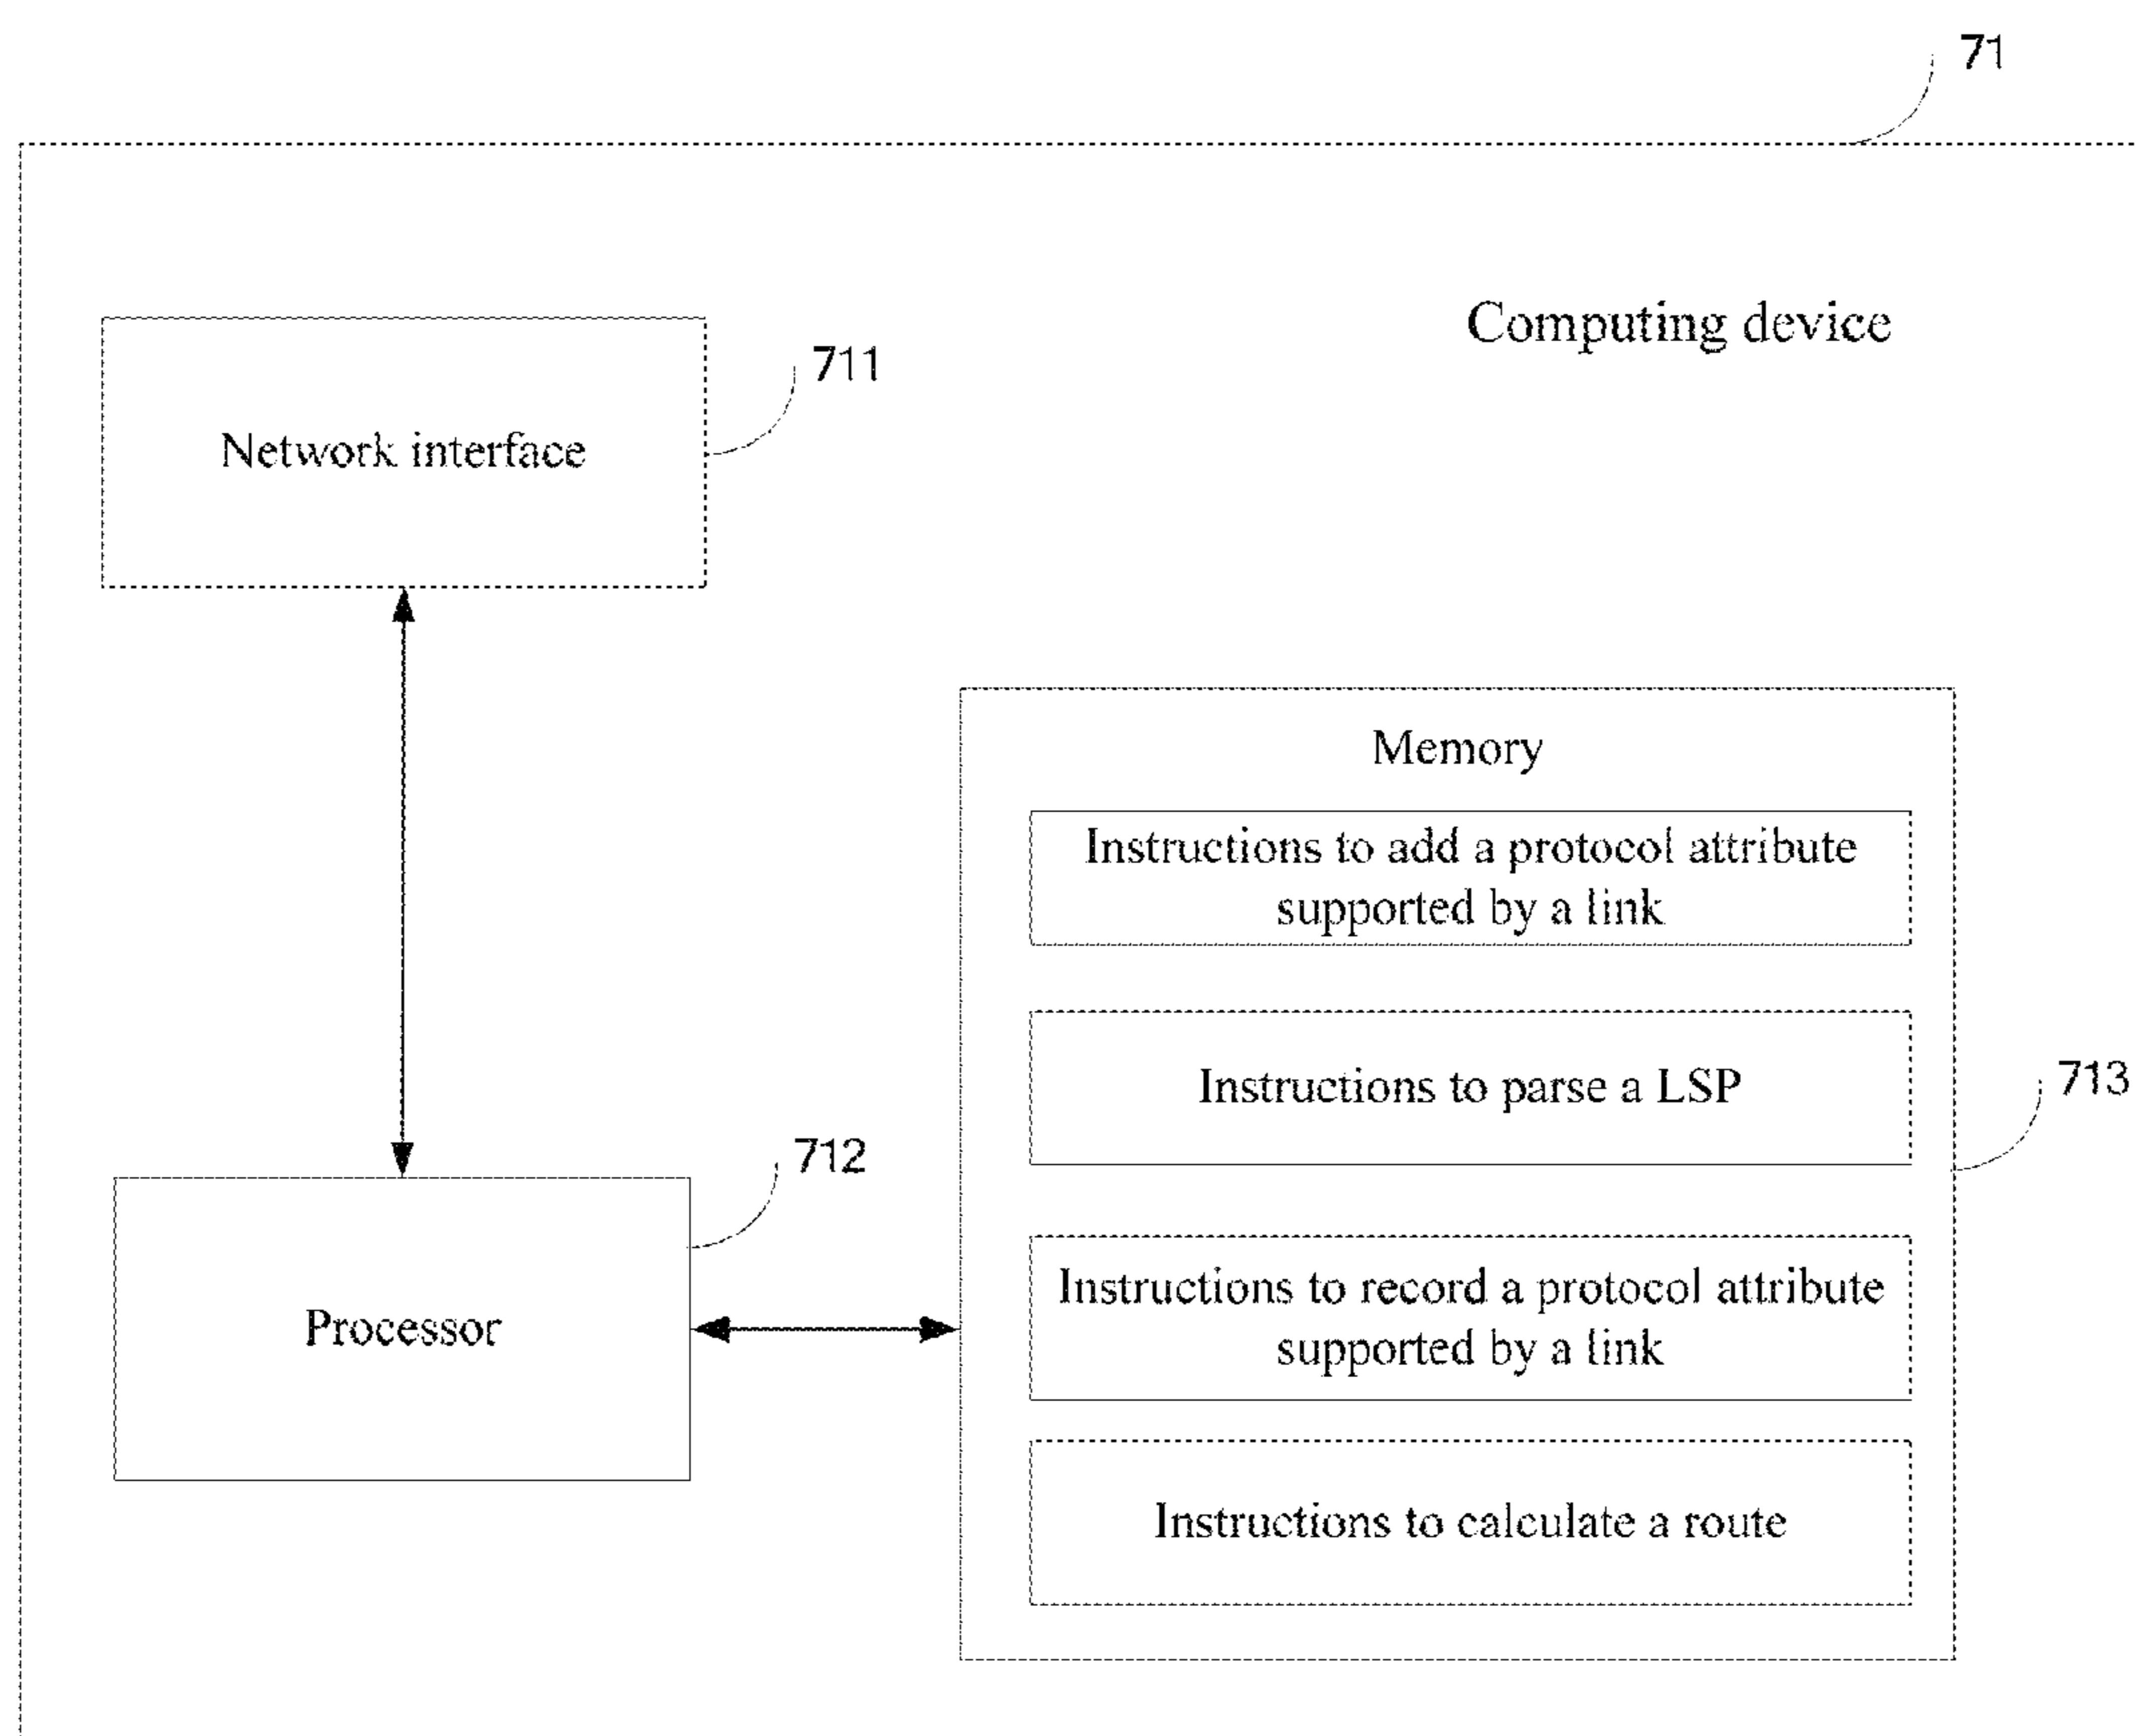 71
Computing device
711
Network interface
Memory
Instructions to add a protocol attribute
supported by a link
Instructions to parse a LSP
713
712
Processor
Instructions to record a protocol attribute
supported by a link
Instructions to calculate a route